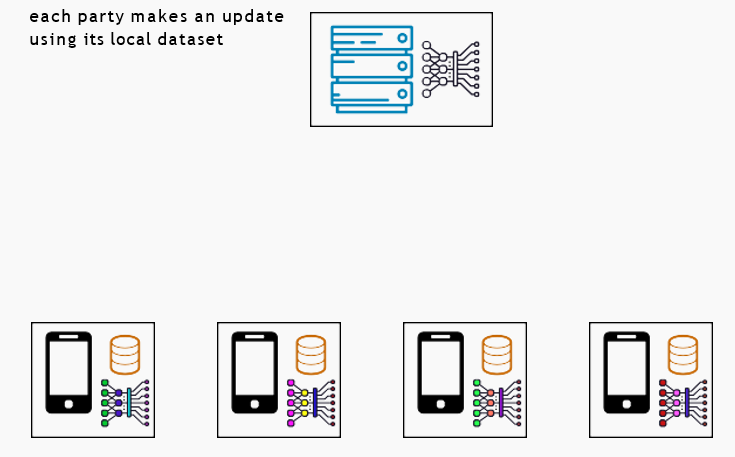 each party makes an update
using its local dataset